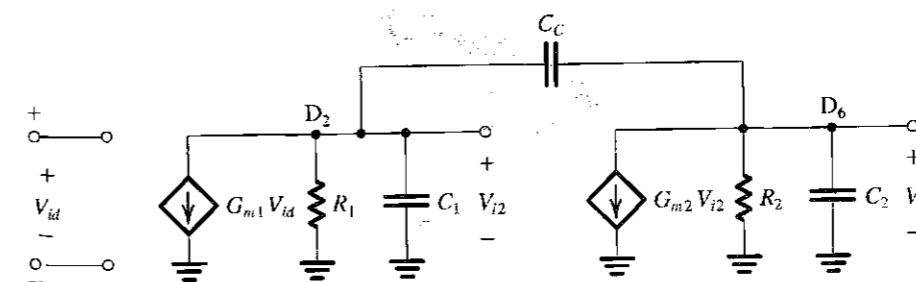 C_C
D_2
D_6
+
+
V_id
−
G_m1 V_id
R_1
C_1
+
V_i2
−
G_m2 V_i2
R_2
C_2
+
V
−